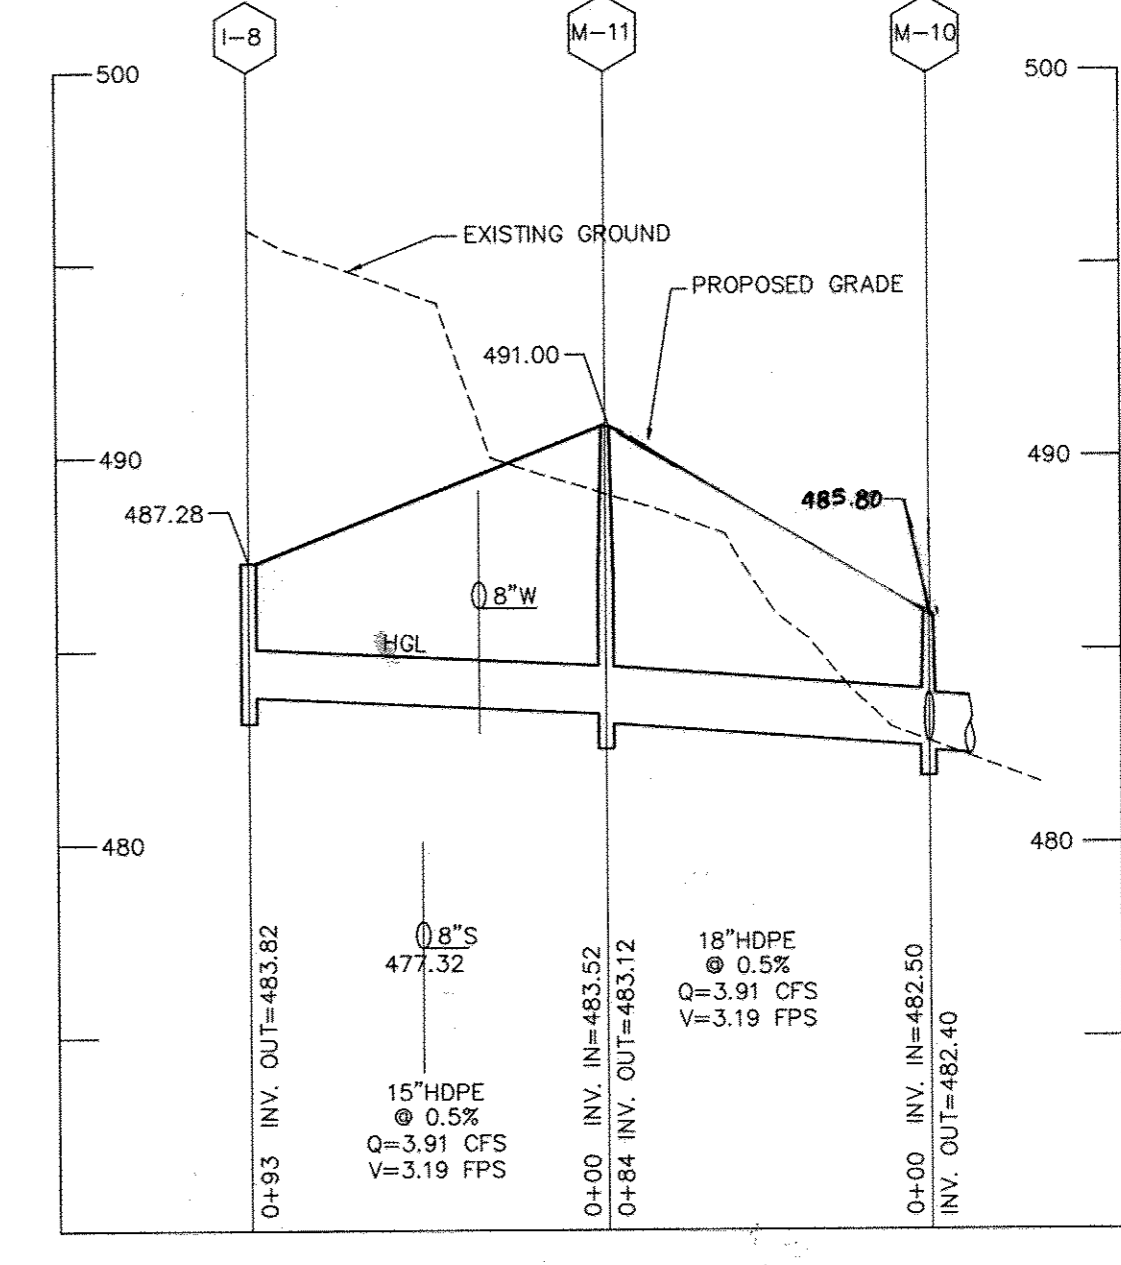 I-8
M-11
M-10
500
500
EXISTING GROUND
PROPOSED GRADE
491.00
490
490
485.80
487.28
8"W
HGL
480
480
8"S
477.32
18"HDPE
@ 0.5%
Q=3.91 CFS
V=3.19 FPS
15"HDPE
@ 0.5%
Q=3.91 CFS
V=3.19 FPS
0+93 INV. OUT=483.82
0+00 INV. IN=483.52
0+84 INV. OUT=483.12
0+00 INV. IN=482.50
INV. OUT=482.40